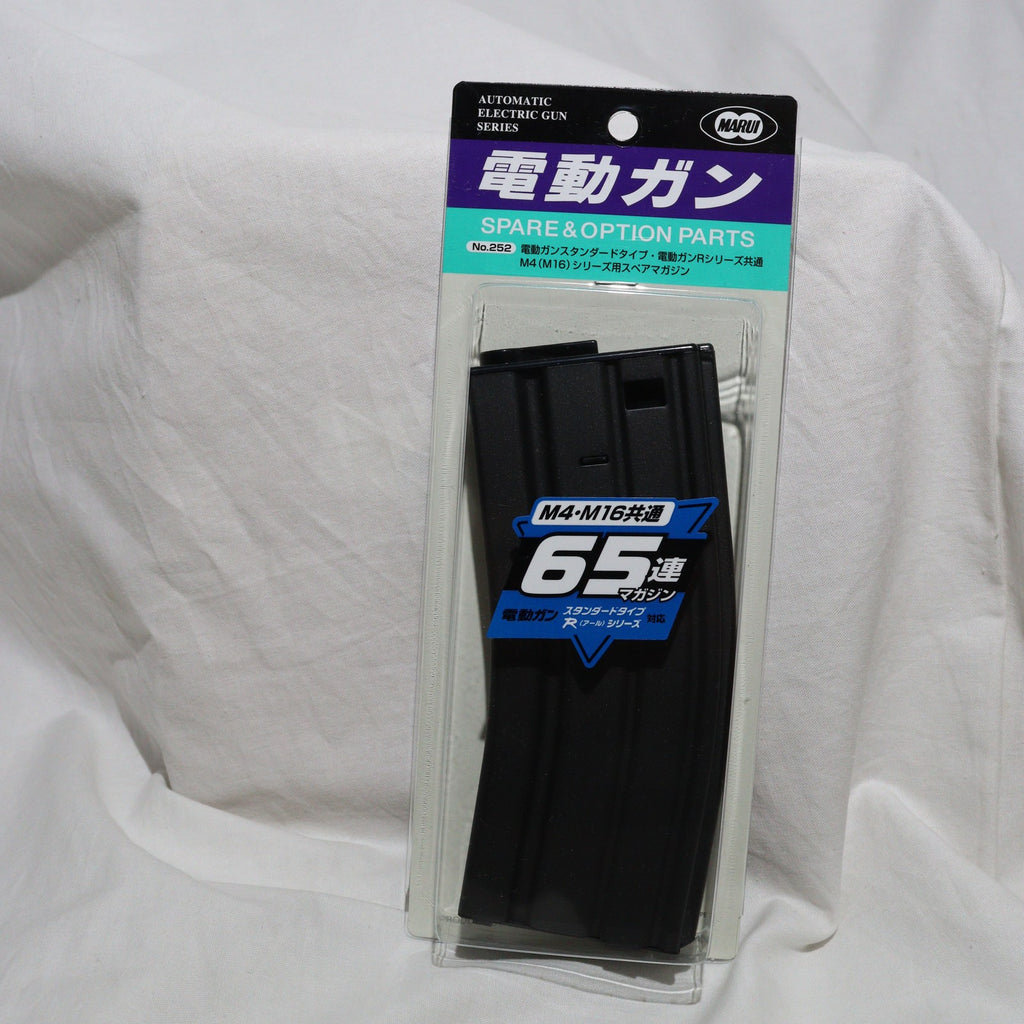 AUTOMATIC
ELECTRIC GUN
SERIES
MARUI
電動ガン
SPARE & OPTION PARTS
No.252 電動ガンスタンダードタイプ・電動ガンRシリーズ共通
M4(M16)シリーズ用スペアマガジン
M4・M16共通
65連
マガジン
電動ガン スタンダードタイプ
R〈アール〉シリーズ 対応